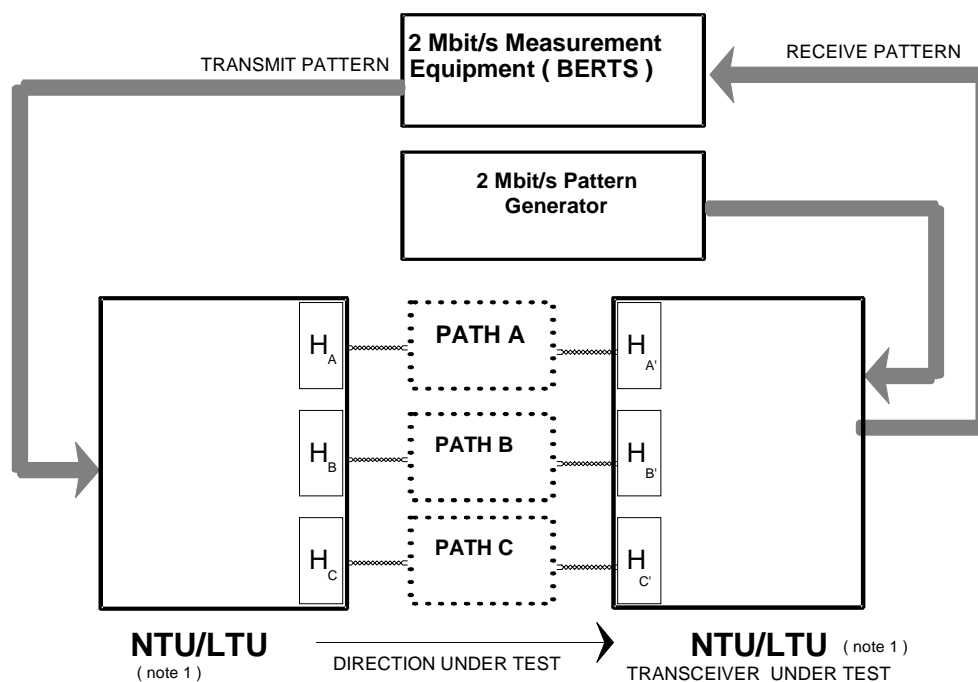 2 Mbit/s Measurement
Equipment ( BERTS )
TRANSMIT PATTERN
RECEIVE PATTERN
2 Mbit/s Pattern
Generator
HA
PATH A
HA'
HB
PATH B
HB'
HC
PATH C
HC'
NTU/LTU
( note 1 )
DIRECTION UNDER TEST
NTU/LTU ( note 1 )
TRANSCEIVER UNDER TEST